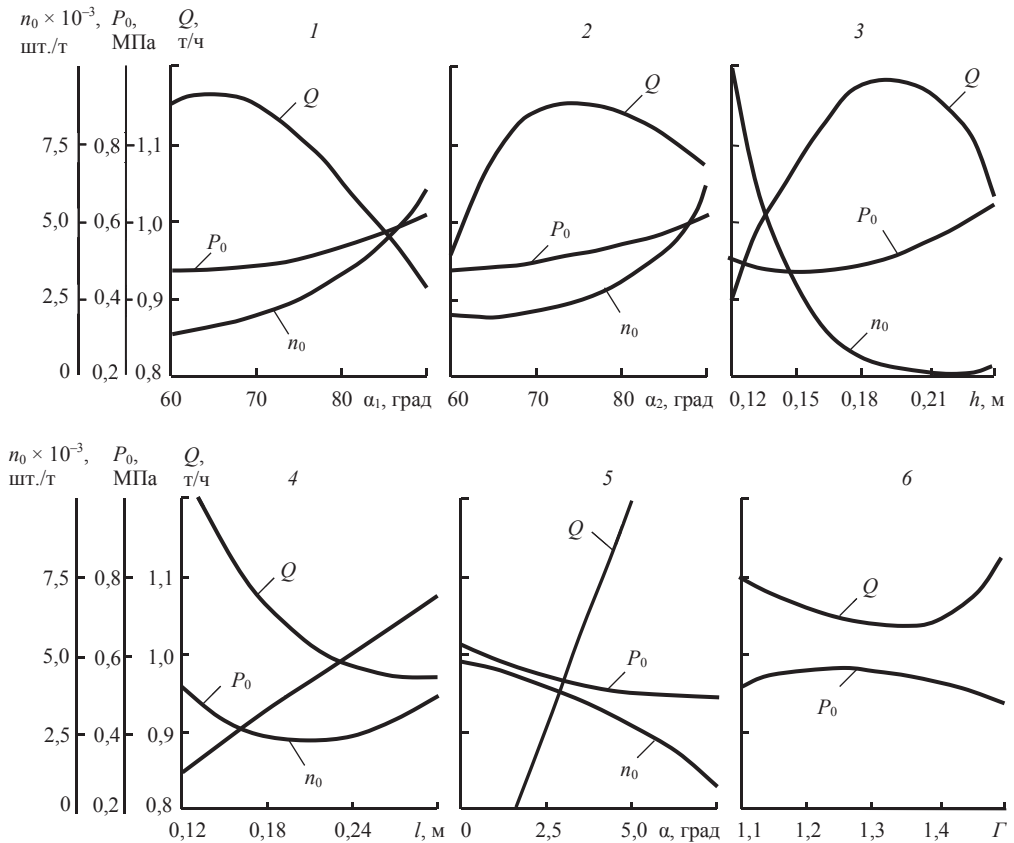 n₀ × 10⁻³, P₀, Q, 1 2 3
шт./т МПа т/ч
Q Q Q
7,5 0,8 1,1
5,0 0,6 1,0
P₀ P₀ P₀
2,5 0,4 0,9
n₀ n₀ n₀
0 0,2 0,8
60 70 80 α₁, град 60 70 80 α₂, град 0,12 0,15 0,18 0,21 h, м
n₀ × 10⁻³, P₀, Q, 4 5 6
шт./т МПа т/ч
Q Q Q
7,5 0,8 1,1
5,0 0,6 1,0
P₀ P₀ P₀
2,5 0,4 0,9
n₀ n₀
0 0,2 0,8
0,12 0,18 0,24 l, м 0 2,5 5,0 α, град 1,1 1,2 1,3 1,4 Г